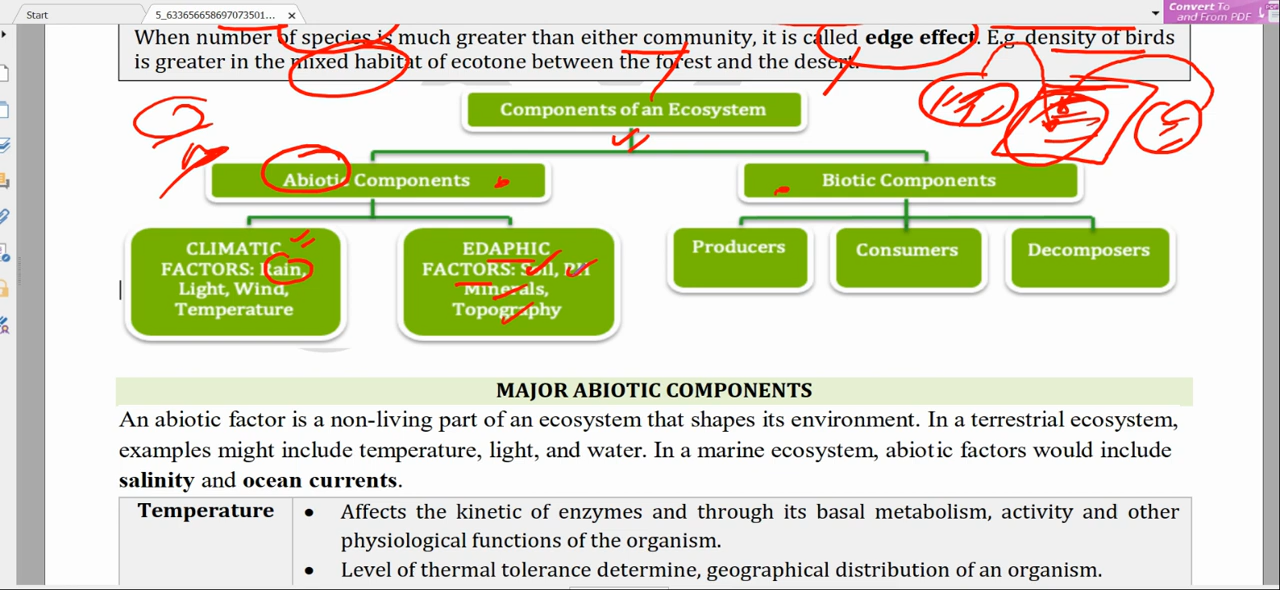 Start
5_633656658697073501...
Convert To
and From PDF
When number of species is much greater than either community, it is called edge effect. E.g. density of birds
is greater in the mixed habitat of ecotone between the forest and the desert.
Components of an Ecosystem
Abiotic Components
Biotic Components
CLIMATIC
FACTORS: Rain,
Light, Wind,
Temperature
EDAPHIC
FACTORS: Soil, PH
Minerals,
Topography
Producers
Consumers
Decomposers
MAJOR ABIOTIC COMPONENTS
An abiotic factor is a non-living part of an ecosystem that shapes its environment. In a terrestrial ecosystem,
examples might include temperature, light, and water. In a marine ecosystem, abiotic factors would include
salinity and ocean currents.
Temperature
• Affects the kinetic of enzymes and through its basal metabolism, activity and other
physiological functions of the organism.
• Level of thermal tolerance determine, geographical distribution of an organism.